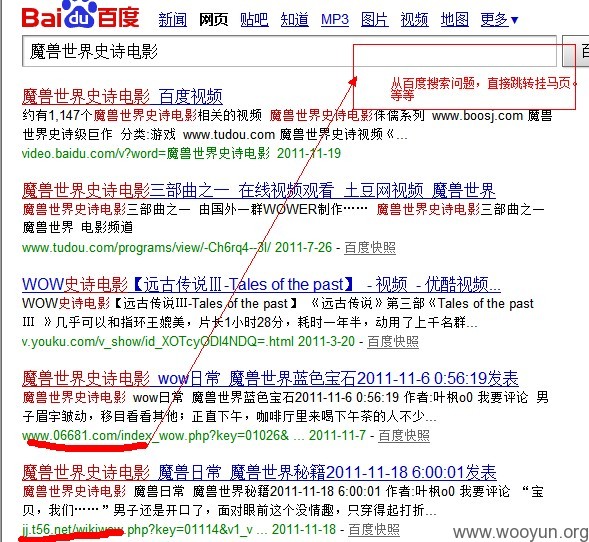 Bai du 百度 新闻 网页 贴吧 知道 MP3 图片 视频 地图 更多▼
魔兽世界史诗电影
从百度搜索问题，直接跳转挂马页。
等等
魔兽世界史诗电影 百度视频
约有1,147个魔兽世界史诗电影相关的视频 魔兽世界史诗电影侏儒系列 www.boosj.com 魔兽
世界史诗级巨作 分类:游戏 www.tudou.com 魔兽世界史诗视频《...
video.baidu.com/v?word=魔兽世界史诗电影 2011-11-19
魔兽世界史诗电影三部曲之一 在线视频观看 土豆网视频 魔兽世界
魔兽世界史诗电影三部曲之一 由国外一群WOWER制作…… 魔兽世界史诗电影三部曲之一
魔兽世界 电影频道
www.tudou.com/programs/view/-Ch6rq4--3I/ 2011-7-26 - 百度快照
WOW史诗电影【远古传说III-Tales of the past】 - 视频 - 优酷视频...
WOW史诗电影【远古传说III-Tales of the past】 《远古传说》第三部《Tales of the past
III 》几乎可以和指环王媲美，片长1小时28分，耗时一年半，动用了上千名群...
v.youku.com/v_show/id_XOTcyODI4NDQ=.html 2011-3-20 - 百度快照
魔兽世界史诗电影 wow日常 魔兽世界蓝色宝石2011-11-6 0:56:19发表
魔兽世界史诗电影 wow日常 魔兽世界蓝色宝石2011-11-6 0:56:19 作者:叶枫o0 我要评论 男
子眉宇皱动，移目看看其他；正直下午，咖啡厅里来喝下午茶的人不少...
www.06681.com/index_wow.php?key=01026& ... 2011-11-7 - 百度快照
魔兽世界史诗电影 魔兽日常 魔兽世界秘籍2011-11-18 6:00:01发表
魔兽世界史诗电影 魔兽日常 魔兽世界秘籍2011-11-18 6:00:01 作者:叶枫o0 我要评论 “宝
贝，我们……”男子还是开口了，面对眼前这个没情趣，只穿得起打折...
jj.t56.net/wikiwow.php?key=01114&v1_v ... 2011-11-18 - 百度快照
www.wooyun.org